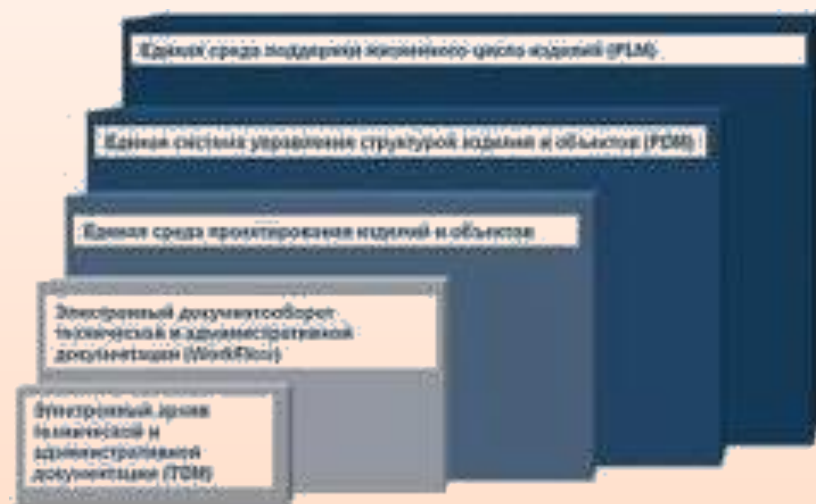 Единая среда поддержки жизненного цикла изделий (PLM)
Единая система управления структурой изделий и объектов (PDM)
Единая среда проектирования изделий и объектов
Электронный документооборот
технической и административной
документации (WorkFlow)
Электронный архив
технической и
административной
документации (TDM)